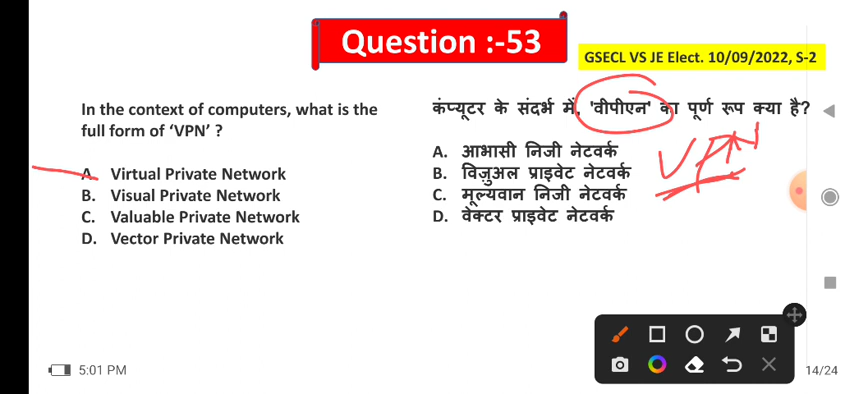 Question :-53
GSECL VS JE Elect. 10/09/2022, S-2
In the context of computers, what is the
full form of ‘VPN’ ?
A. Virtual Private Network
B. Visual Private Network
C. Valuable Private Network
D. Vector Private Network
कंप्यूटर के संदर्भ में, 'वीपीएन' का पूर्ण रूप क्या है?
A. आभासी निजी नेटवर्क
B. विज़ुअल प्राइवेट नेटवर्क
C. मूल्यवान निजी नेटवर्क
D. वेक्टर प्राइवेट नेटवर्क
VPN
5:01 PM
14/24